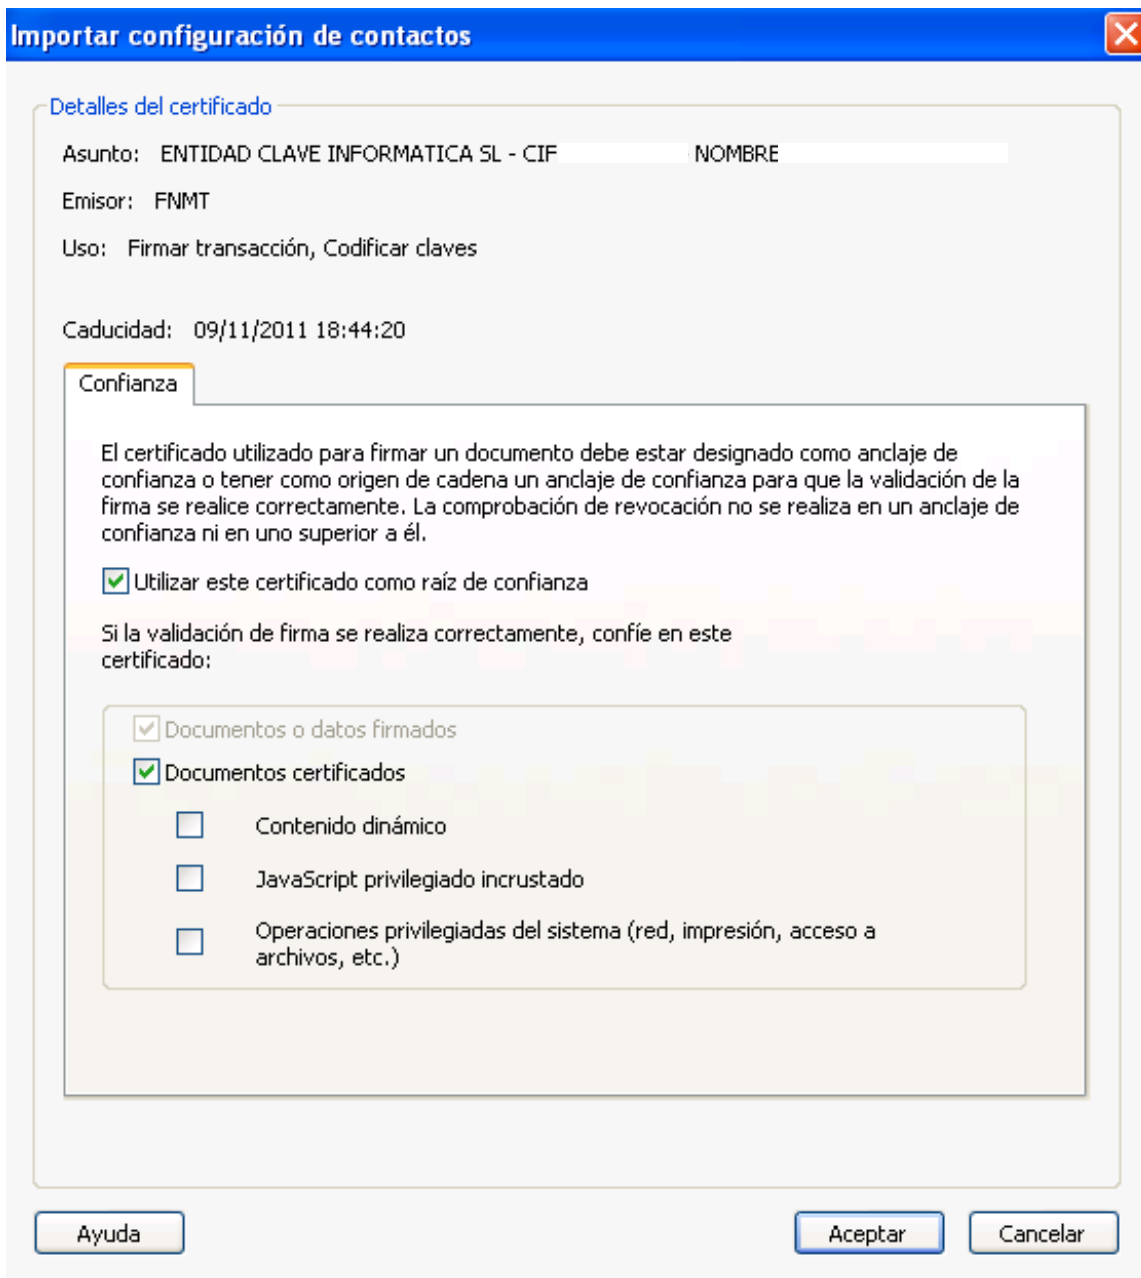 Importar configuración de contactos
Detalles del certificado
Asunto: ENTIDAD CLAVE INFORMATICA SL - CIF NOMBRE
Emisor: FNMT
Uso: Firmar transacción, Codificar claves
Caducidad: 09/11/2011 18:44:20
Confianza
El certificado utilizado para firmar un documento debe estar designado como anclaje de
confianza o tener como origen de cadena un anclaje de confianza para que la validación de la
firma se realice correctamente. La comprobación de revocación no se realiza en un anclaje de
confianza ni en uno superior a él.
Utilizar este certificado como raíz de confianza
Si la validación de firma se realiza correctamente, confíe en este
certificado:
Documentos o datos firmados
Documentos certificados
Contenido dinámico
JavaScript privilegiado incrustado
Operaciones privilegiadas del sistema (red, impresión, acceso a
archivos, etc.)
Ayuda
Aceptar
Cancelar